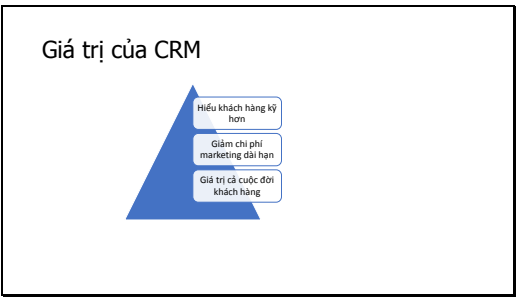 Giá trị của CRM
Hiểu khách hàng kỹ
hơn
Giảm chi phí
marketing dài hạn
Giá trị cả cuộc đời
khách hàng